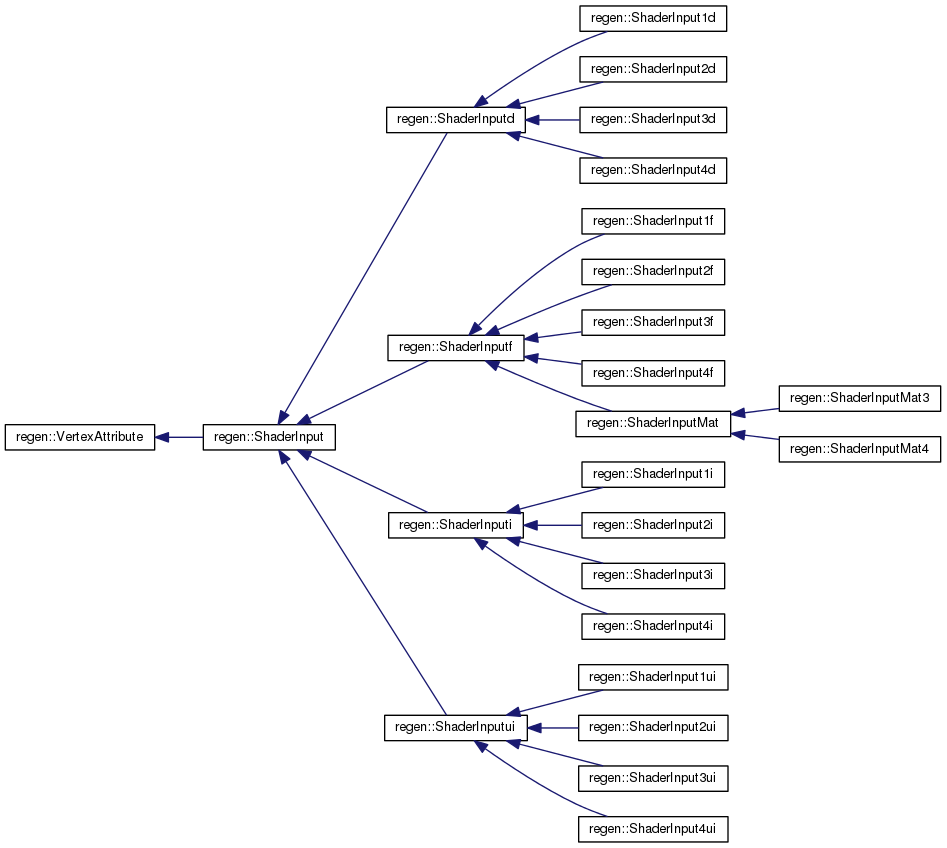 regen::ShaderInput1d
regen::ShaderInput2d
regen::ShaderInputd
regen::ShaderInput3d
regen::ShaderInput4d
regen::ShaderInput1f
regen::ShaderInput2f
regen::ShaderInput3f
regen::ShaderInputf
regen::ShaderInput4f
regen::ShaderInputMat3
regen::ShaderInputMat
regen::VertexAttribute
regen::ShaderInput
regen::ShaderInputMat4
regen::ShaderInput1i
regen::ShaderInputi
regen::ShaderInput2i
regen::ShaderInput3i
regen::ShaderInput4i
regen::ShaderInput1ui
regen::ShaderInputui
regen::ShaderInput2ui
regen::ShaderInput3ui
regen::ShaderInput4ui